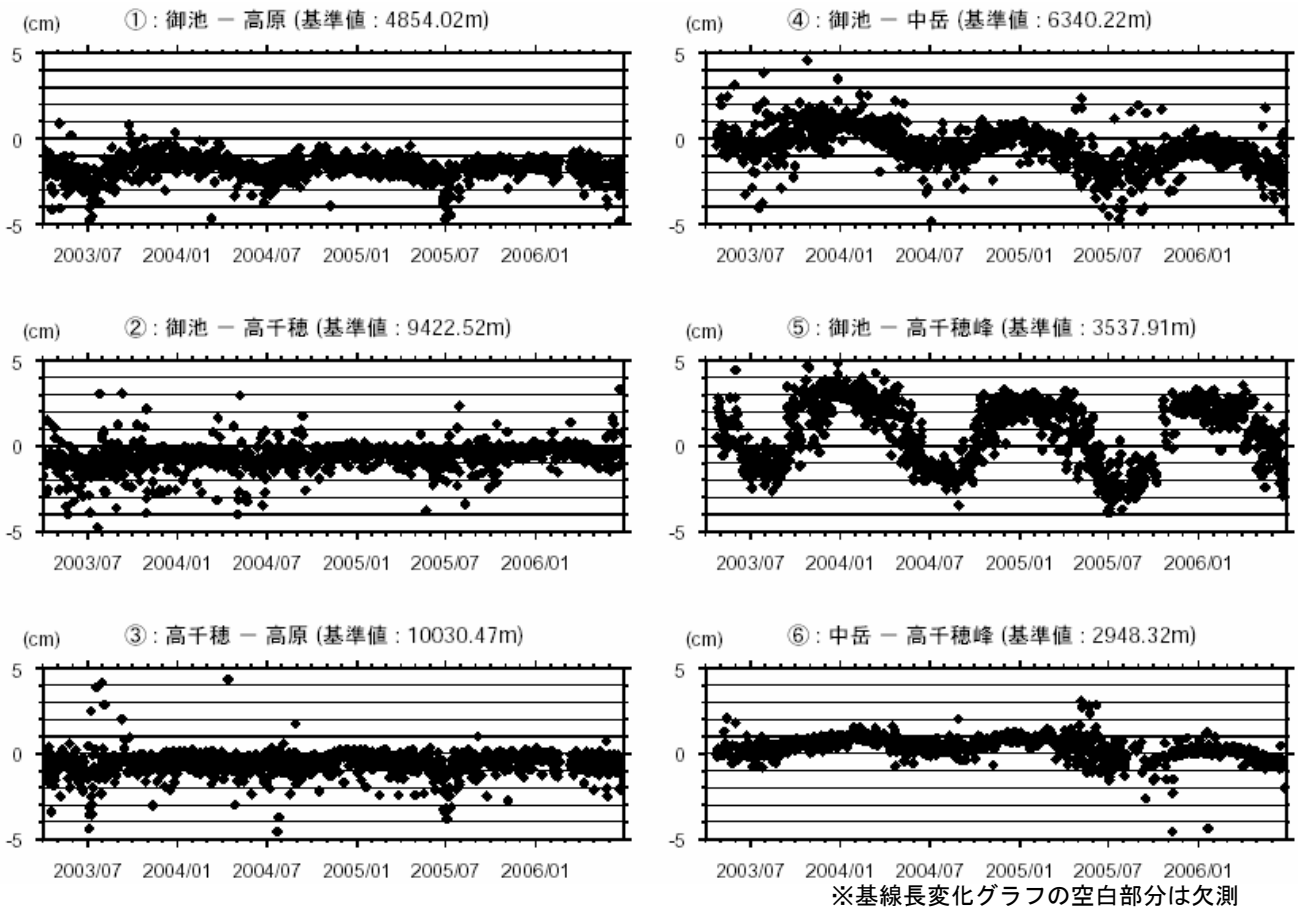 (cm) ①：御池 － 高原 (基準値：4854.02m)
5
0
-5
2003/07 2004/01 2004/07 2005/01 2005/07 2006/01
(cm) ②：御池 － 高千穂 (基準値：9422.52m)
5
0
-5
2003/07 2004/01 2004/07 2005/01 2005/07 2006/01
(cm) ③：高千穂 － 高原 (基準値：10030.47m)
5
0
-5
2003/07 2004/01 2004/07 2005/01 2005/07 2006/01
(cm) ④：御池 － 中岳 (基準値：6340.22m)
5
0
-5
2003/07 2004/01 2004/07 2005/01 2005/07 2006/01
(cm) ⑤：御池 － 高千穂峰 (基準値：3537.91m)
5
0
-5
2003/07 2004/01 2004/07 2005/01 2005/07 2006/01
(cm) ⑥：中岳 － 高千穂峰 (基準値：2948.32m)
5
0
-5
2003/07 2004/01 2004/07 2005/01 2005/07 2006/01
※基線長変化グラフの空白部分は欠測